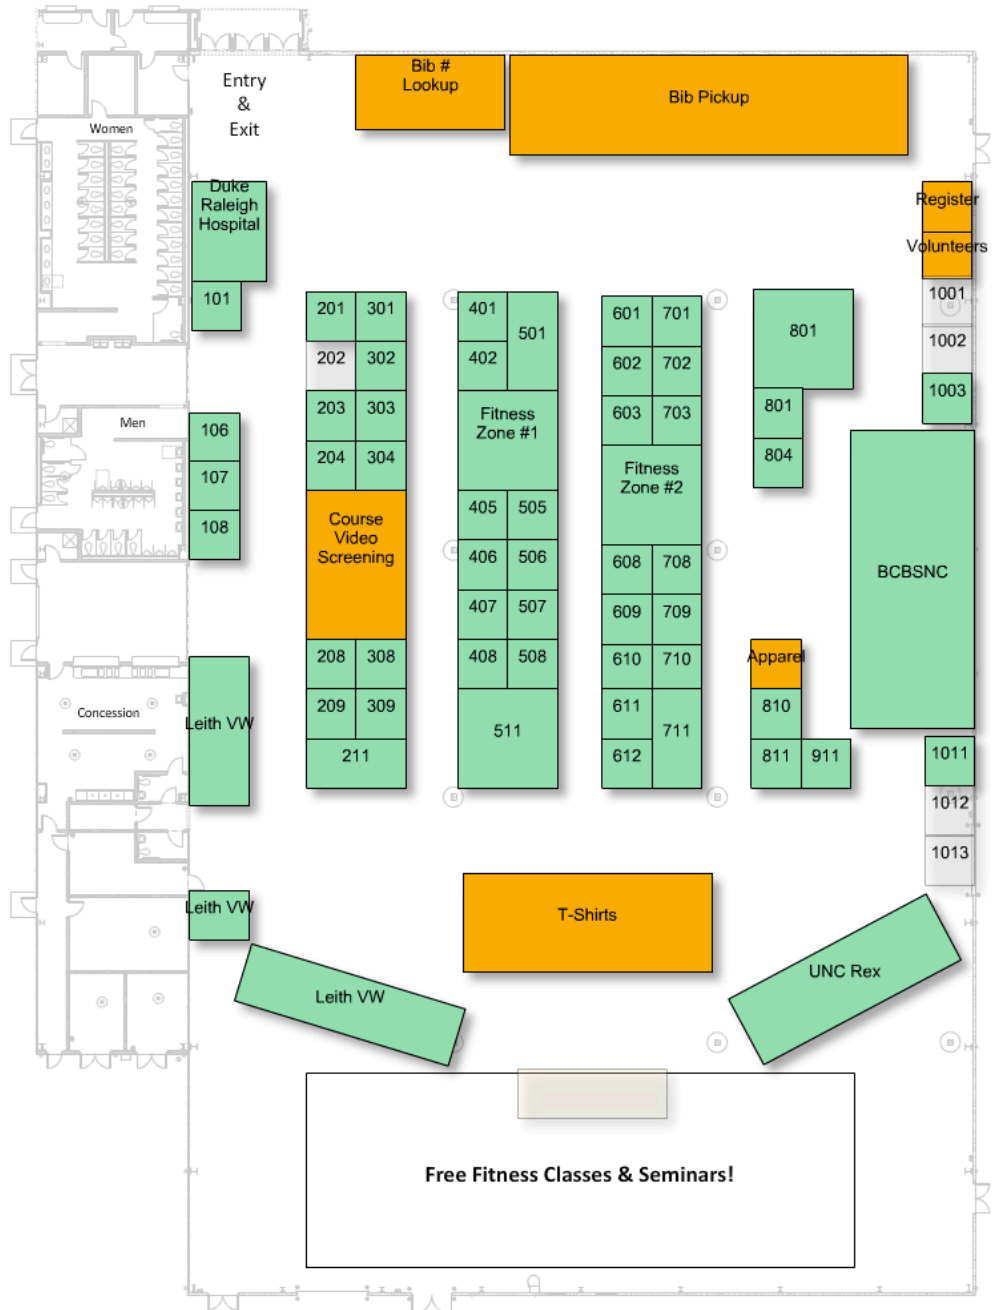 Entry
&
Exit
Bib #
Lookup
Bib Pickup
Women
Duke
Raleigh
Hospital
101
Register
Volunteers
1001
1002
1003
201
301
202
302
203
303
204
304
Course
Video
Screening
208
308
209
309
211
401
501
402
Fitness
Zone #1
405
505
406
506
407
507
408
508
511
601
701
602
702
603
703
Fitness
Zone #2
608
708
609
709
610
710
611
711
612
801
801
804
BCBSNC
Apparel
810
811
911
1011
1012
1013
Men
106
107
108
Concession
Leith VW
Leith VW
Leith VW
T-Shirts
UNC Rex
Free Fitness Classes & Seminars!